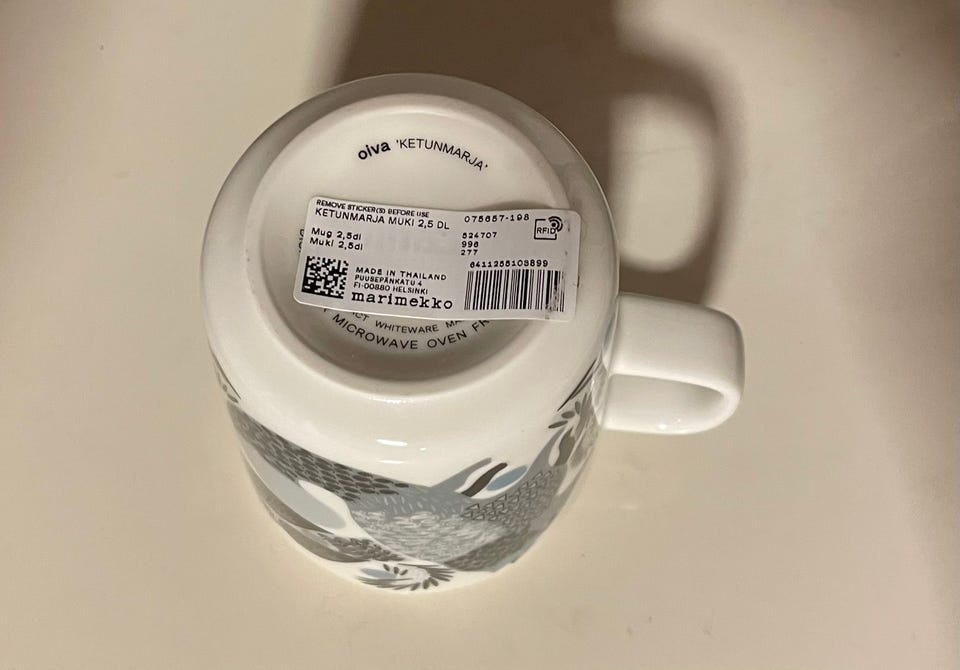 oiva 'KETUNMARJA'
REMOVE STICKER(S) BEFORE USE
KETUNMARJA MUKI 2,5 DL 075657-198
Mug 2,5dl
Muki 2,5dl
524707
996
277
RFID
MADE IN THAILAND
PUUSEPÄNKATU 4
FI-00880 HELSINKI
marimekko
6411255103899
WHITEWARE
MICROWAVE OVEN